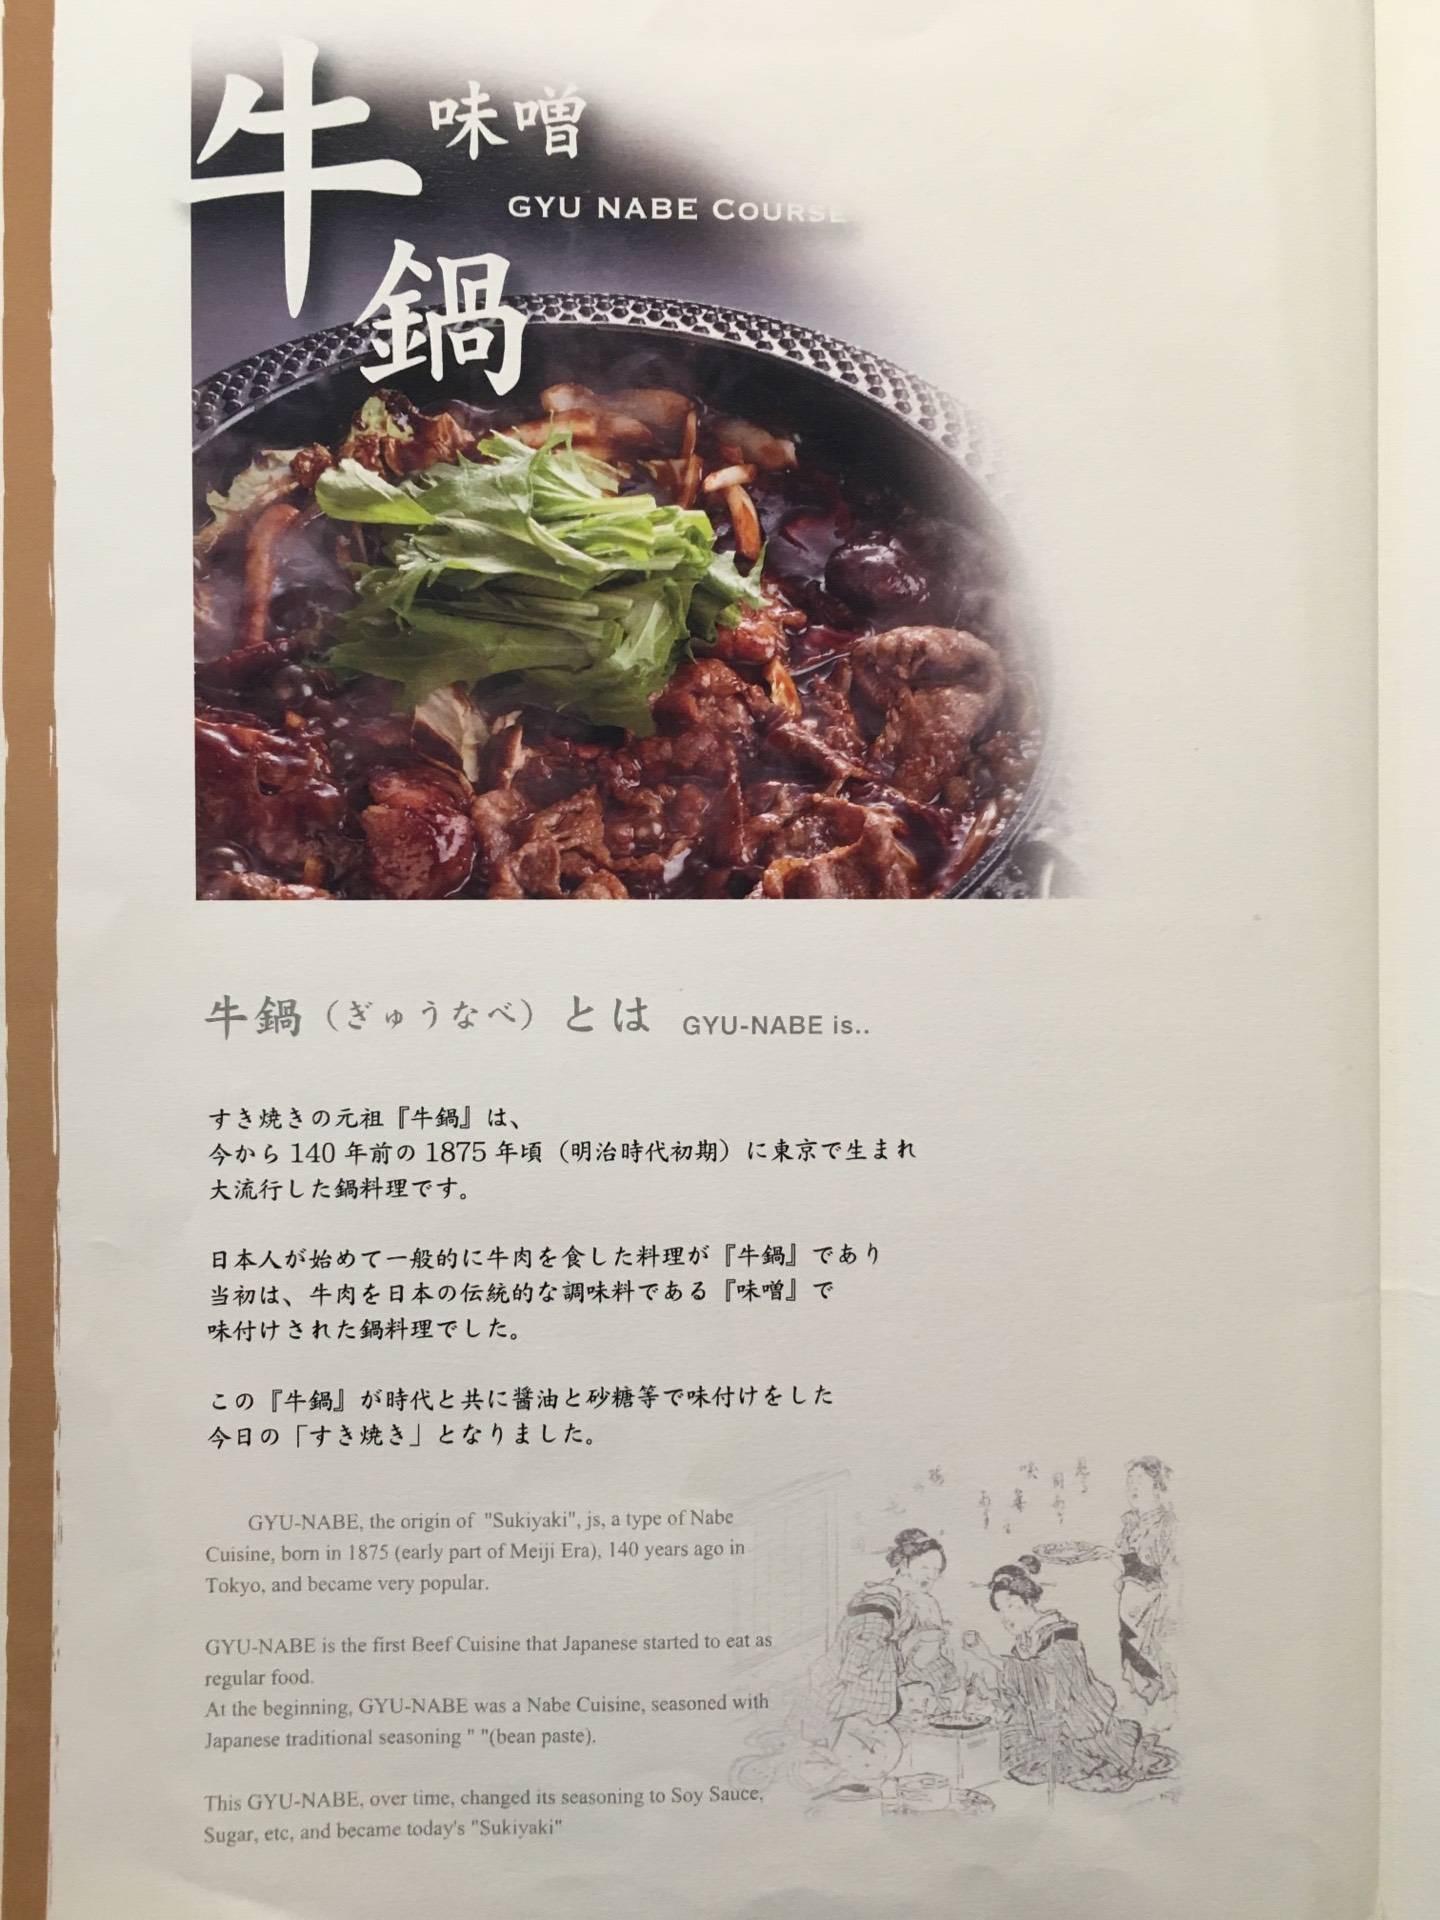 牛鍋
味噌
GYU NABE COURSE
牛鍋（ぎゅうなべ）とは GYU-NABE is..
すき焼きの元祖『牛鍋』は、
今から 140 年前の 1875 年頃（明治時代初期）に東京で生まれ
大流行した鍋料理です。
日本人が始めて一般的に牛肉を食した料理が『牛鍋』であり
当初は、牛肉を日本の伝統的な調味料である『味噌』で
味付けされた鍋料理でした。
この『牛鍋』が時代と共に醤油と砂糖等で味付けをした
今日の「すき焼き」となりました。
GYU-NABE, the origin of "Sukiyaki", js, a type of Nabe
Cuisine, born in 1875 (early part of Meiji Era), 140 years ago in
Tokyo, and became very popular.
GYU-NABE is the first Beef Cuisine that Japanese started to eat as
regular food.
At the beginning, GYU-NABE was a Nabe Cuisine, seasoned with
Japanese traditional seasoning " "(bean paste).
This GYU-NABE, over time, changed its seasoning to Soy Sauce,
Sugar, etc, and became today's "Sukiyaki"